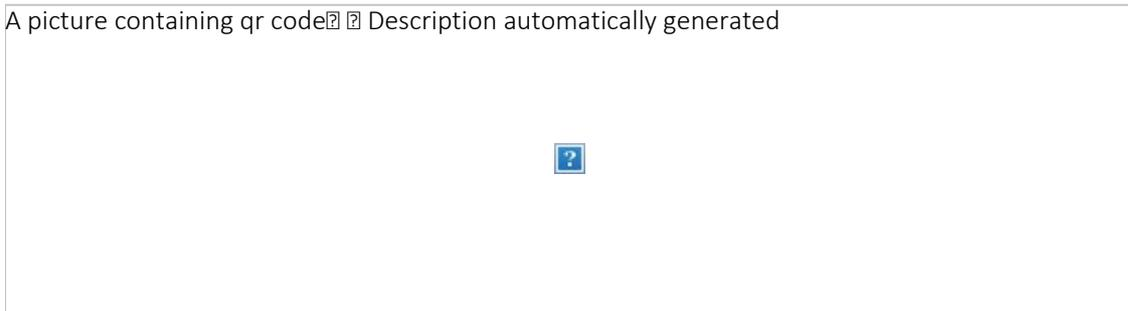 A picture containing qr code⍰ ⍰ Description automatically generated
?